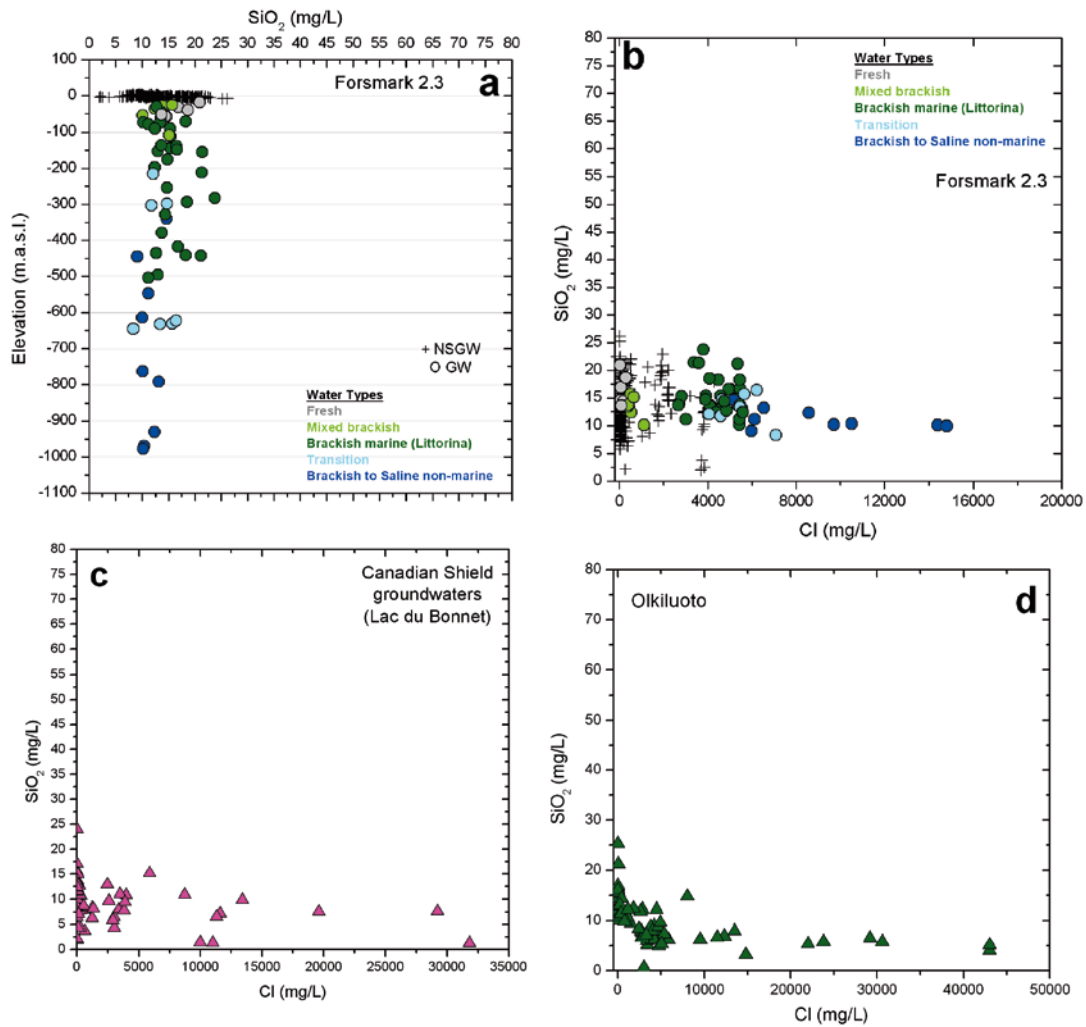 SiO2 (mg/L)
0 5 10 15 20 25 30 35 40 45 50 55 60 65 70 75 80
100
0
-100
-200
-300
-400
-500
-600
-700
-800
-900
-1000
-1100
Elevation (m.a.s.l.)
Forsmark 2.3
a
+ NSGW
O GW
Water Types
Fresh
Mixed brackish
Brackish marine (Littorina)
Transition
Brackish to Saline non-marine
80
75
70
65
60
55
50
45
40
35
30
25
20
15
10
5
0
SiO2 (mg/L)
b
Water Types
Fresh
Mixed brackish
Brackish marine (Littorina)
Transition
Brackish to Saline non-marine
Forsmark 2.3
0 4000 8000 12000 16000 20000
Cl (mg/L)
80
75
70
65
60
55
50
45
40
35
30
25
20
15
10
5
0
SiO2 (mg/L)
c
Canadian Shield
groundwaters
(Lac du Bonnet)
0 5000 10000 15000 20000 25000 30000 35000
Cl (mg/L)
80
70
60
50
40
30
20
10
0
SiO2 (mg/L)
Olkiluoto
d
0 10000 20000 30000 40000 50000
Cl (mg/L)